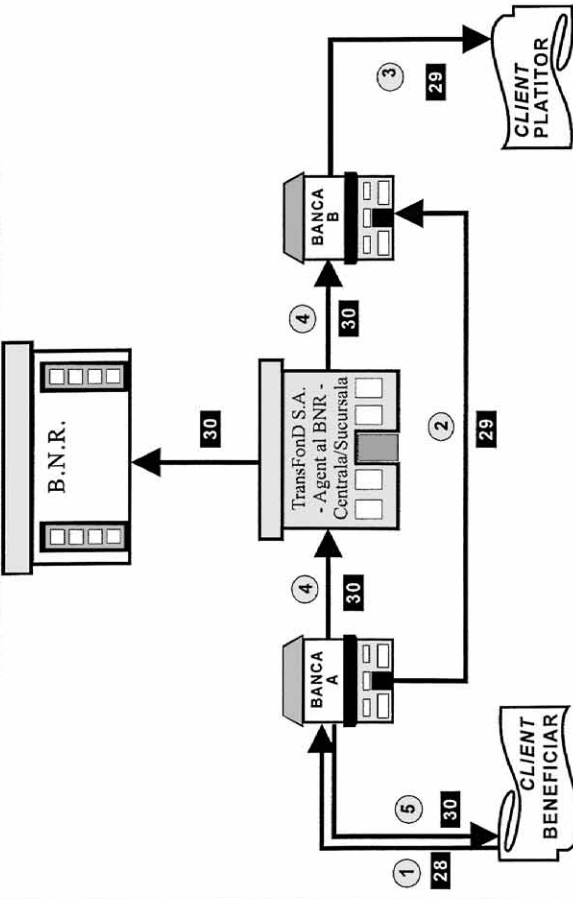 B.N.R.
30
TransFonD S.A.
- Agent al BNR -
Centrala/Sucursala
4
30
4
30
BANCA
A
BANCA
B
3
29
2
29
1
28
5
30
CLIENT
BENEFICIAR
CLIENT
PLATITOR